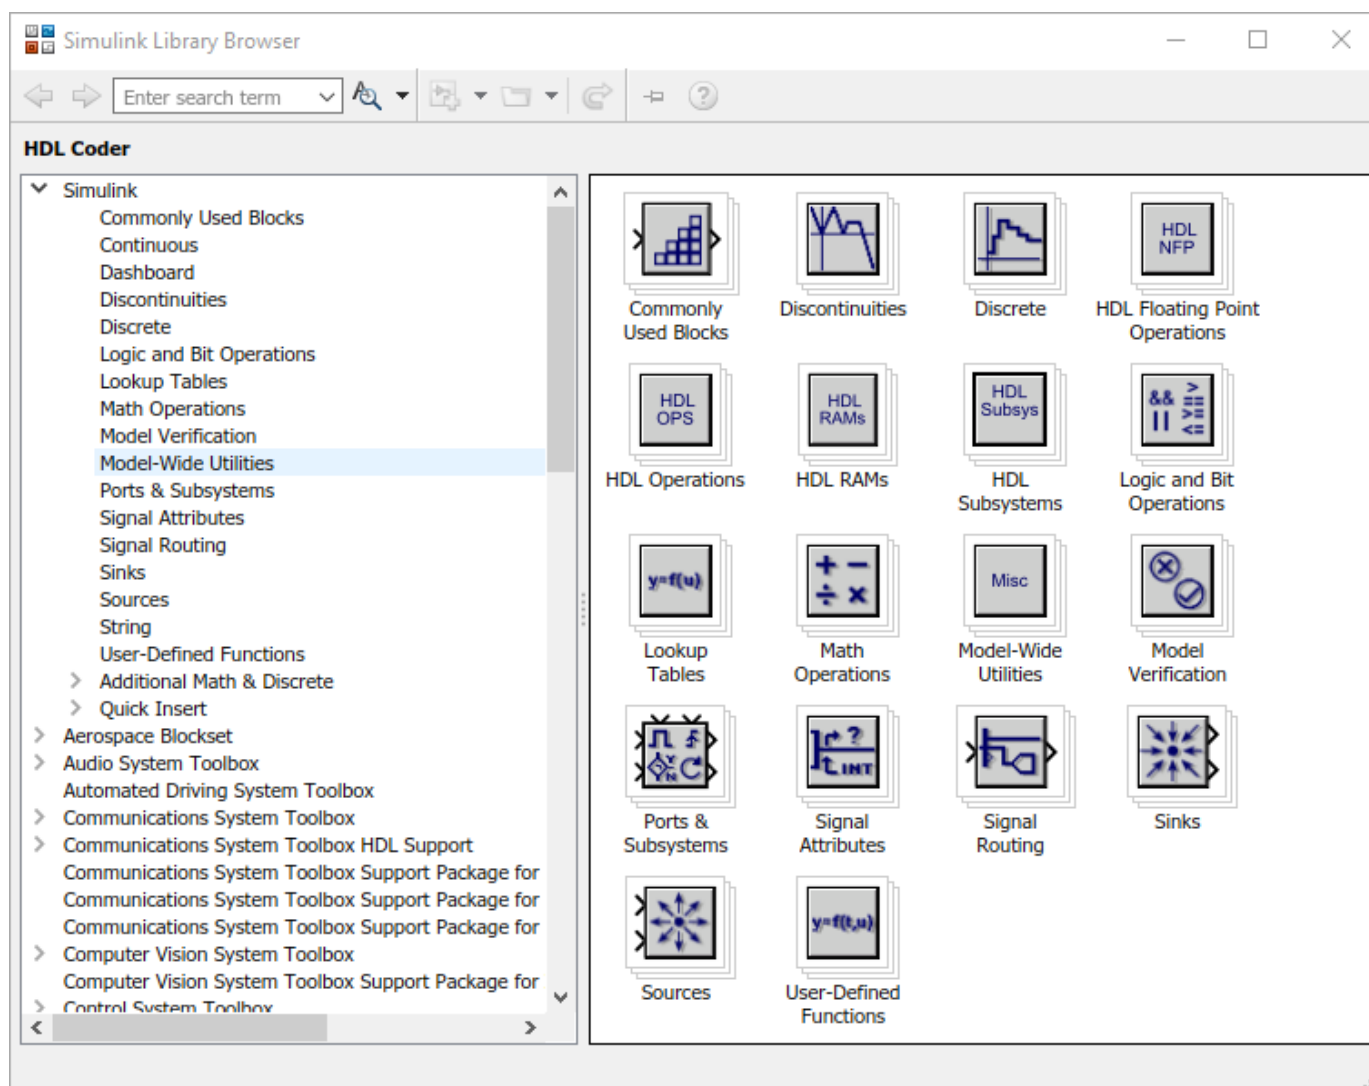 Simulink Library Browser
Enter search term
HDL Coder
Simulink
Commonly Used Blocks
Continuous
Dashboard
Discontinuities
Discrete
Logic and Bit Operations
Lookup Tables
Math Operations
Model Verification
Model-Wide Utilities
Ports & Subsystems
Signal Attributes
Signal Routing
Sinks
Sources
String
User-Defined Functions
Additional Math & Discrete
Quick Insert
Aerospace Blockset
Audio System Toolbox
Automated Driving System Toolbox
Communications System Toolbox
Communications System Toolbox HDL Support
Communications System Toolbox Support Package for
Communications System Toolbox Support Package for
Communications System Toolbox Support Package for
Computer Vision System Toolbox
Computer Vision System Toolbox Support Package for
Control System Toolbox
Commonly
Used Blocks
Discontinuities
Discrete
HDL
NFP
HDL Floating Point
Operations
HDL
OPS
HDL Operations
HDL
RAMs
HDL RAMs
HDL
Subsys
HDL
Subsystems
&& > == >= <= ||
Logic and Bit
Operations
y=f(u)
Lookup
Tables
+ − ÷ ×
Math
Operations
Misc
Model-Wide
Utilities
Model
Verification
Y
N
Ports &
Subsystems
?
INT
Signal
Attributes
Signal
Routing
Sinks
Sources
y=f(t,u)
User-Defined
Functions